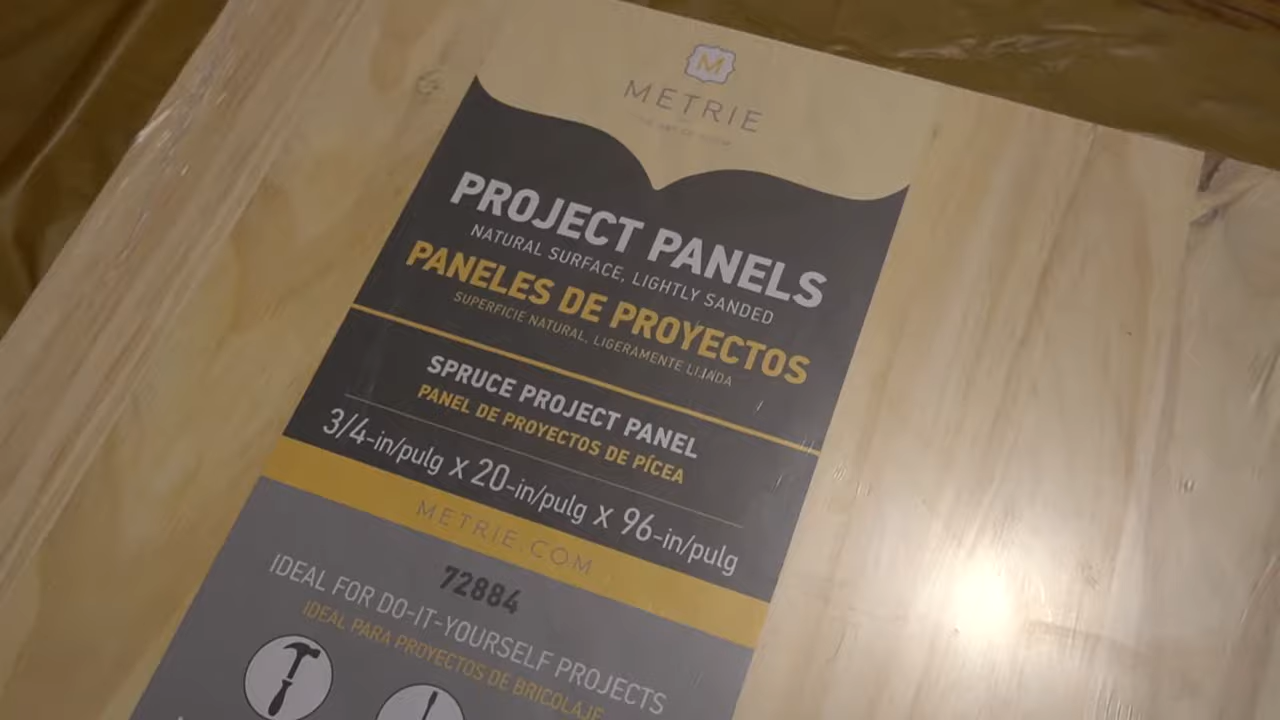 M
METRIE
PROJECT PANELS
NATURAL SURFACE, LIGHTLY SANDED
PANELES DE PROYECTOS
SUPERFICIE NATURAL, LIGERAMENTE LIJADA
SPRUCE PROJECT PANEL
PANEL DE PROYECTOS DE PÍCEA
3/4-in/pulg x 20-in/pulg x 96-in/pulg
METRIE.COM
72884
IDEAL FOR DO-IT-YOURSELF PROJECTS
IDEAL PARA PROYECTOS DE BRICOLAJE